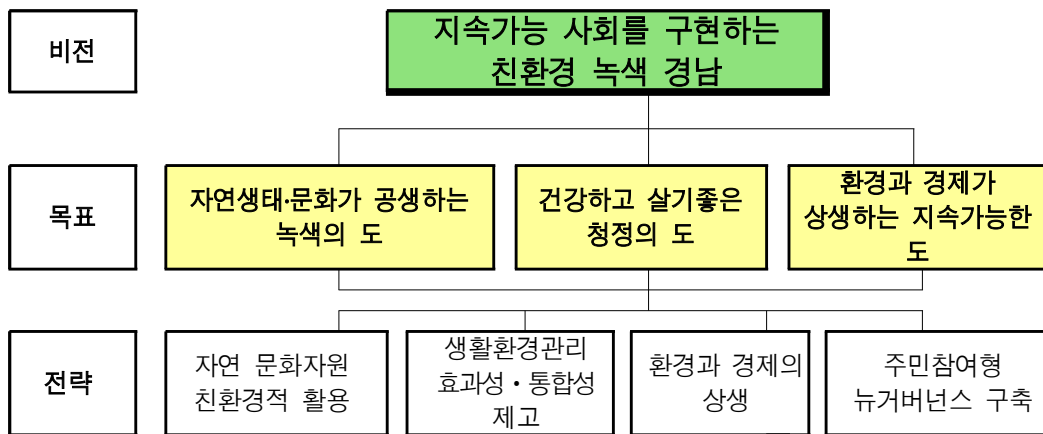 비전
지속가능 사회를 구현하는
친환경 녹색 경남
목표
자연생태·문화가 공생하는
녹색의 도
건강하고 살기좋은
청정의 도
환경과 경제가
상생하는 지속가능한
도
전략
자연 문화자원
친환경적 활용
생활환경관리
효과성·통합성
제고
환경과 경제의
상생
주민참여형
뉴거버넌스 구축